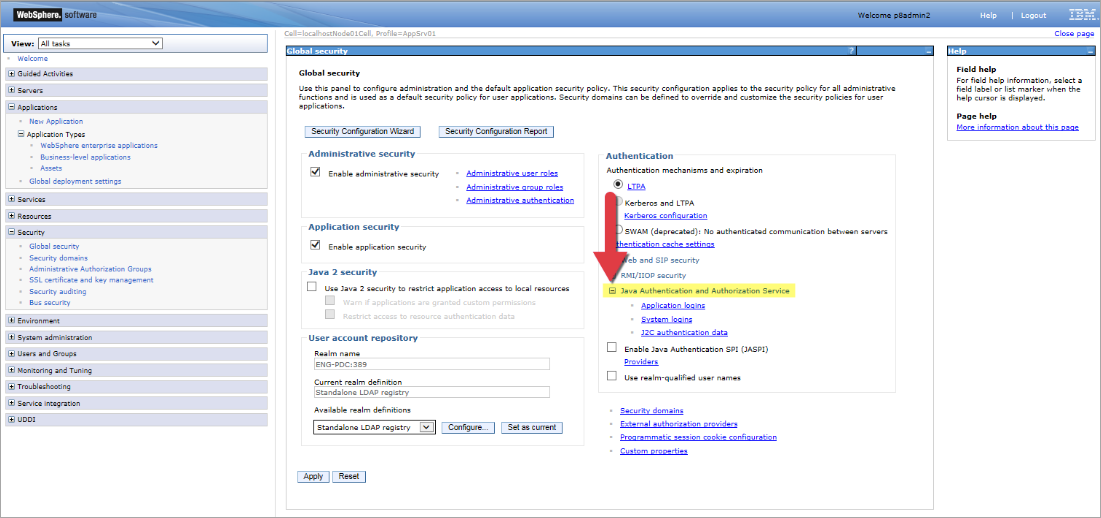 WebSphere. software
Welcome p8admin2
Help
Logout
IBM
View: All tasks
Welcome
Guided Activities
Servers
Applications
New Application
Application Types
WebSphere enterprise applications
Business-level applications
Assets
Global deployment settings
Services
Resources
Security
Global security
Security domains
Administrative Authorization Groups
SSL certificate and key management
Security auditing
Bus security
Environment
System administration
Users and Groups
Monitoring and Tuning
Troubleshooting
Service integration
UDDI
Cell=localhostNode01Cell, Profile=AppSrv01
Close page
Global security
?
Global security
Use this panel to configure administration and the default application security policy. This security configuration applies to the security policy for all administrative
functions and is used as a default security policy for user applications. Security domains can be defined to override and customize the security policies for user
applications.
Security Configuration Wizard
Security Configuration Report
Administrative security
Enable administrative security
Administrative user roles
Administrative group roles
Administrative authentication
Application security
Enable application security
Java 2 security
Use Java 2 security to restrict application access to local resources
Warn if applications are granted custom permissions
Restrict access to resource authentication data
User account repository
Realm name
ENG-PDC:389
Current realm definition
Standalone LDAP registry
Available realm definitions
Standalone LDAP registry
Configure...
Set as current
Apply
Reset
Authentication
Authentication mechanisms and expiration
LTPA
Kerberos and LTPA
Kerberos configuration
SWAM (deprecated): No authenticated communication between servers
thentication cache settings
Web and SIP security
RMI/IIOP security
Java Authentication and Authorization Service
Application logins
System logins
J2C authentication data
Enable Java Authentication SPI (JASPI)
Providers
Use realm-qualified user names
Security domains
External authorization providers
Programmatic session cookie configuration
Custom properties
Help
Field help
For field help information, select a
field label or list marker when the
help cursor is displayed.
Page help
More information about this page